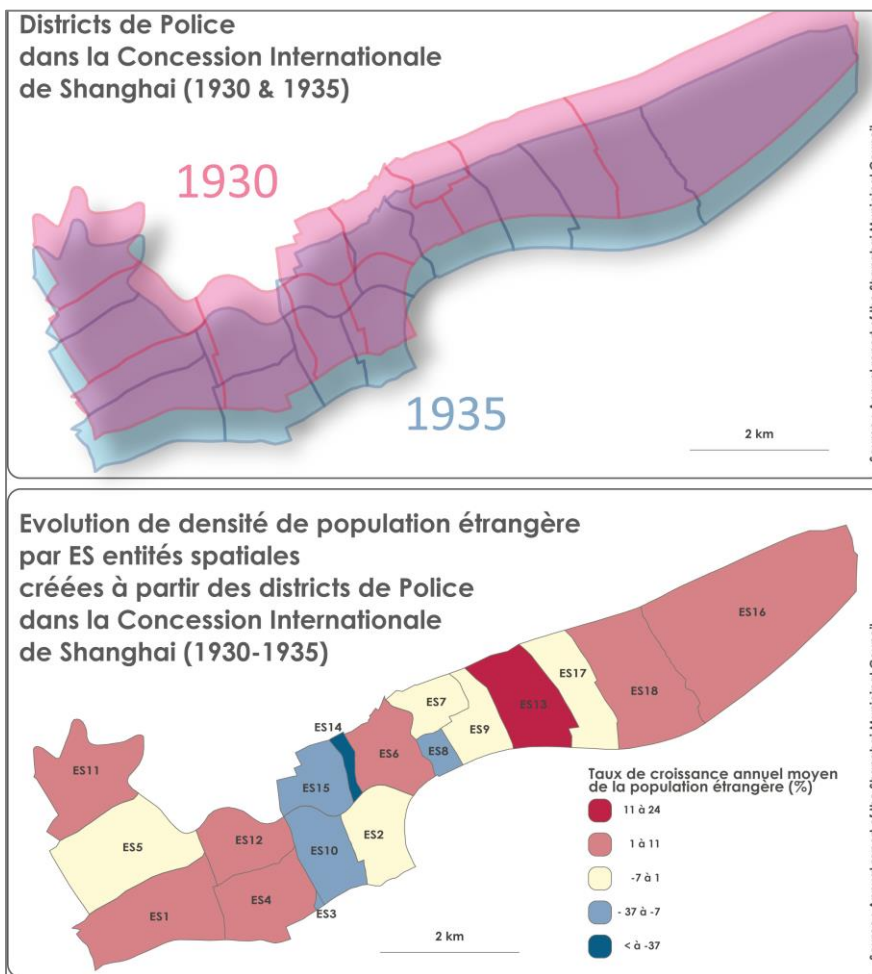 Districts de Police
dans la Concession Internationale
de Shanghai (1930 & 1935)
1930
1935
2 km
Evolution de densité de population étrangère
par ES entités spatiales
créées à partir des districts de Police
dans la Concession Internationale
de Shanghai (1930-1935)
ES16
ES17
ES18
ES7
ES13
ES9
ES14
ES6
ES8
ES11
ES15
ES12
ES2
ES5
ES10
ES4
ES1
ES3
Taux de croissance annuel moyen
de la population étrangère (%)
11 à 24
1 à 11
-7 à 1
- 37 à -7
< à -37
2 km